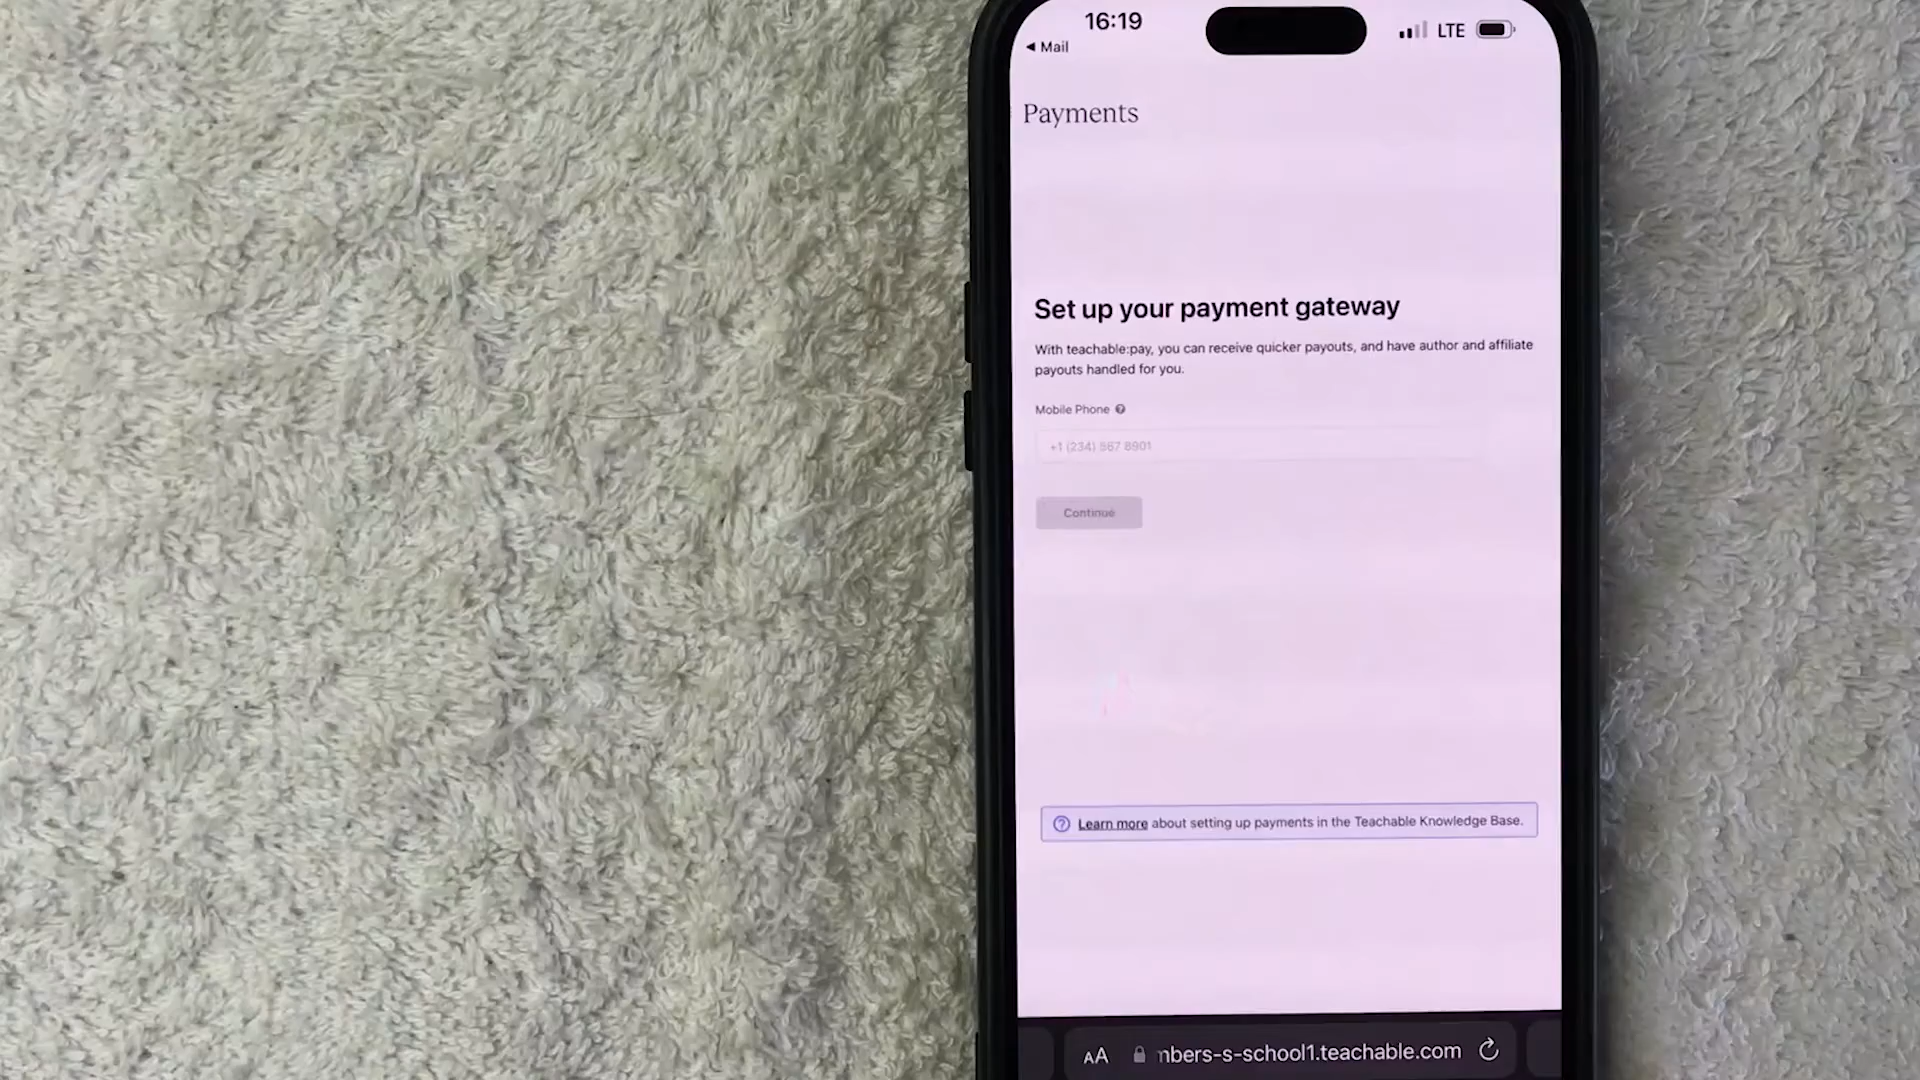 16:19
LTE
◀ Mail
Payments
Set up your payment gateway
With teachable:pay, you can receive quicker payouts, and have author and affiliate
payouts handled for you.
Mobile Phone
+1 (234) 567 8901
Continue
Learn more about setting up payments in the Teachable Knowledge Base.
AA
nbers-s-school1.teachable.com